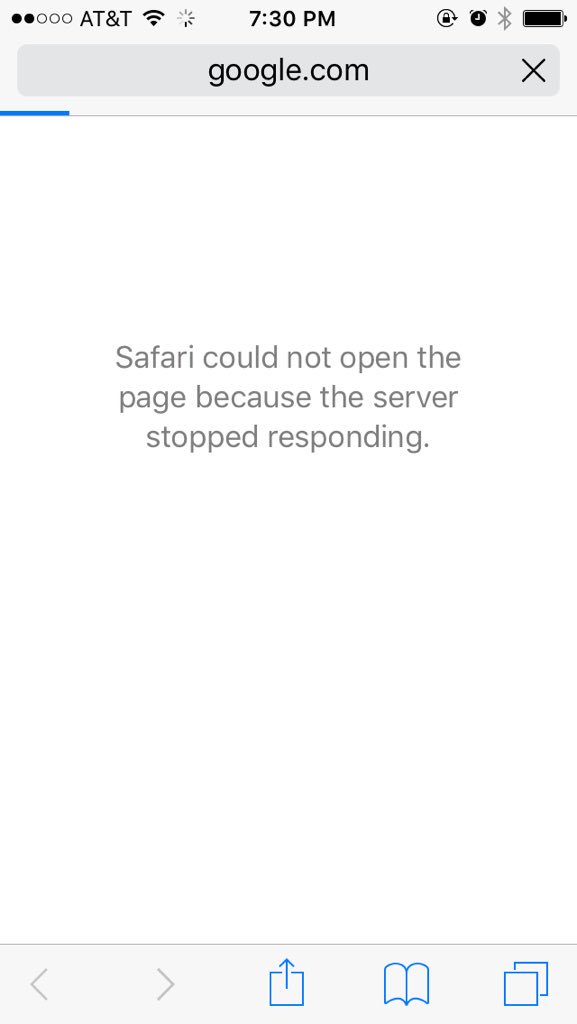 AT&T 7:30 PM
google.com
Safari could not open the
page because the server
stopped responding.